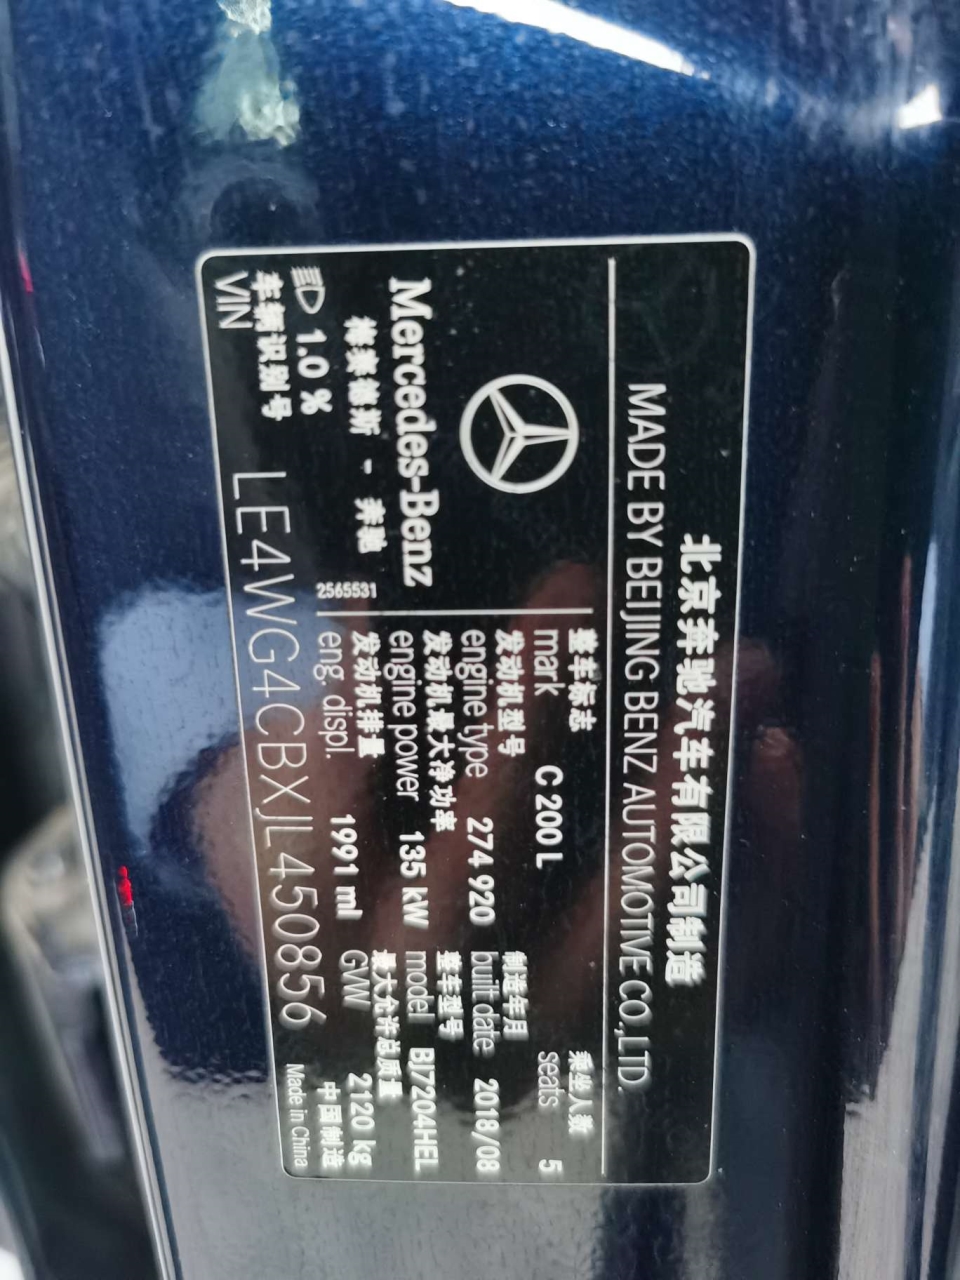 北京奔驰汽车有限公司制造
MADE BY BEIJING BENZ AUTOMOTIVE CO.,LTD.
Mercedes-Benz
梅赛德斯 - 奔驰
2565531
1.0 %
整车标志
mark C 200 L
乘坐人数
seats 5
发动机型号
engine type 274 920
制造年月
built date 2018/08
发动机最大净功率
engine power 135 kW
整车型号
model BJ7204HEL
发动机排量
eng. displ. 1991 ml
最大允许总质量
GVW 2120 kg
车辆识别号
VIN LE4WG4CBXJL450856
中国制造
Made in China